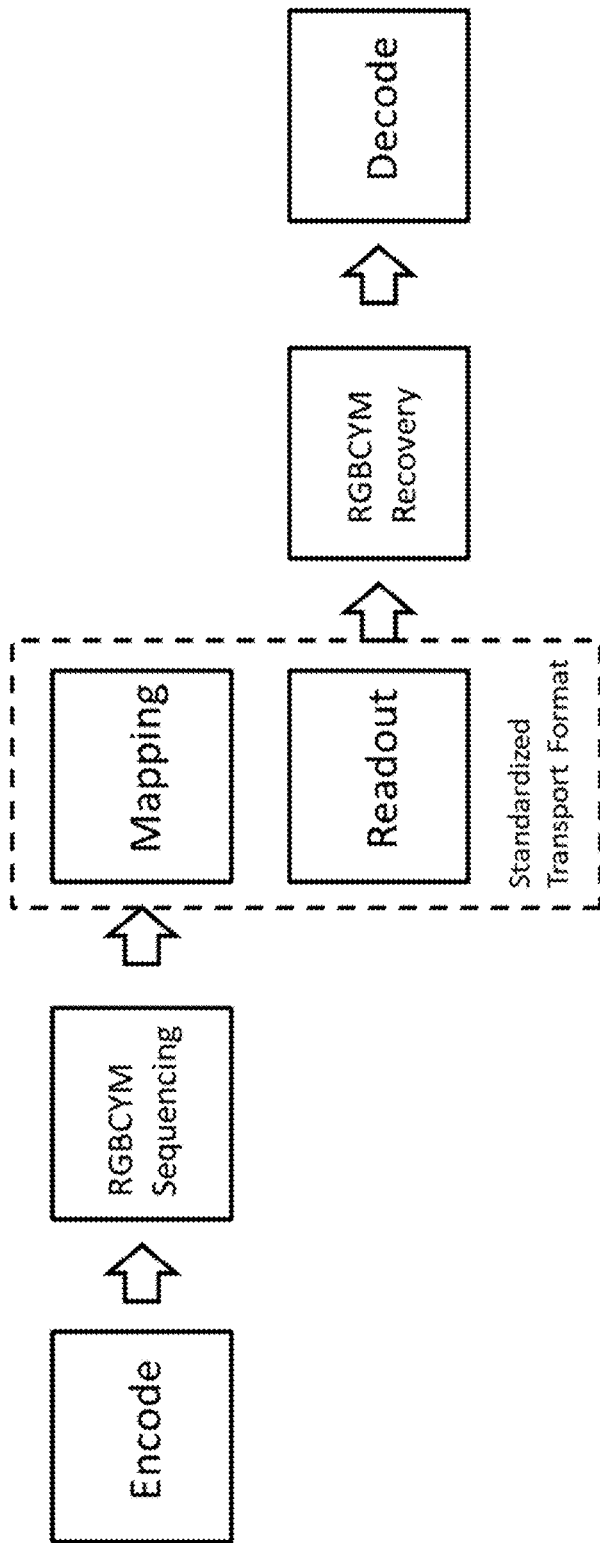 Encode
RGBCYM
Sequencing
Mapping
Readout
Standardized
Transport Format
RGBCYM
Recovery
Decode